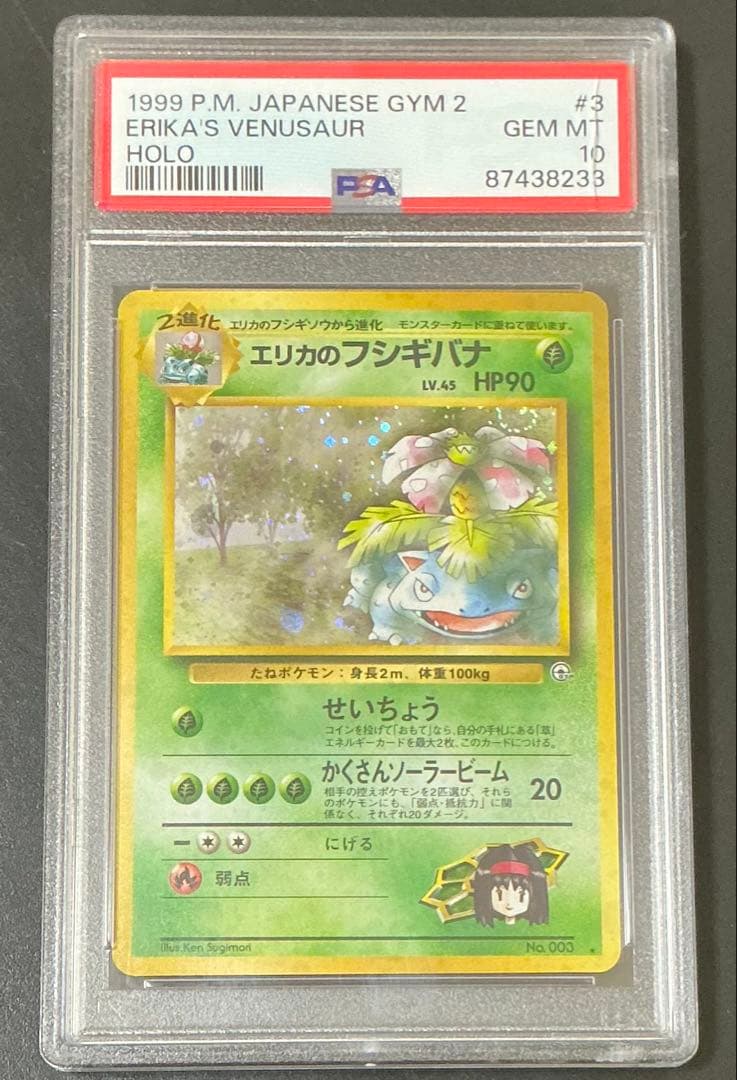 1999 P.M. JAPANESE GYM 2 #3
ERIKA'S VENUSAUR GEM MT
HOLO 10
PSA 87438233
2進化 エリカのフシギソウから進化 モンスターカードに重ねて使います。
エリカのフシギバナ
LV.45 HP90
たねポケモン：身長2m、体重100kg
せいちょう
コインを投げて「おもて」なら、自分の手札にある「草」
エネルギーカードを最大2枚、このカードにつける。
かくさんソーラービーム 20
相手の控えポケモンを2匹選び、それら
のポケモンにも、「弱点・抵抗力」に関
係なく、それぞれ20ダメージ。
にげる
弱点
Illus. Ken Sugimori No. 003